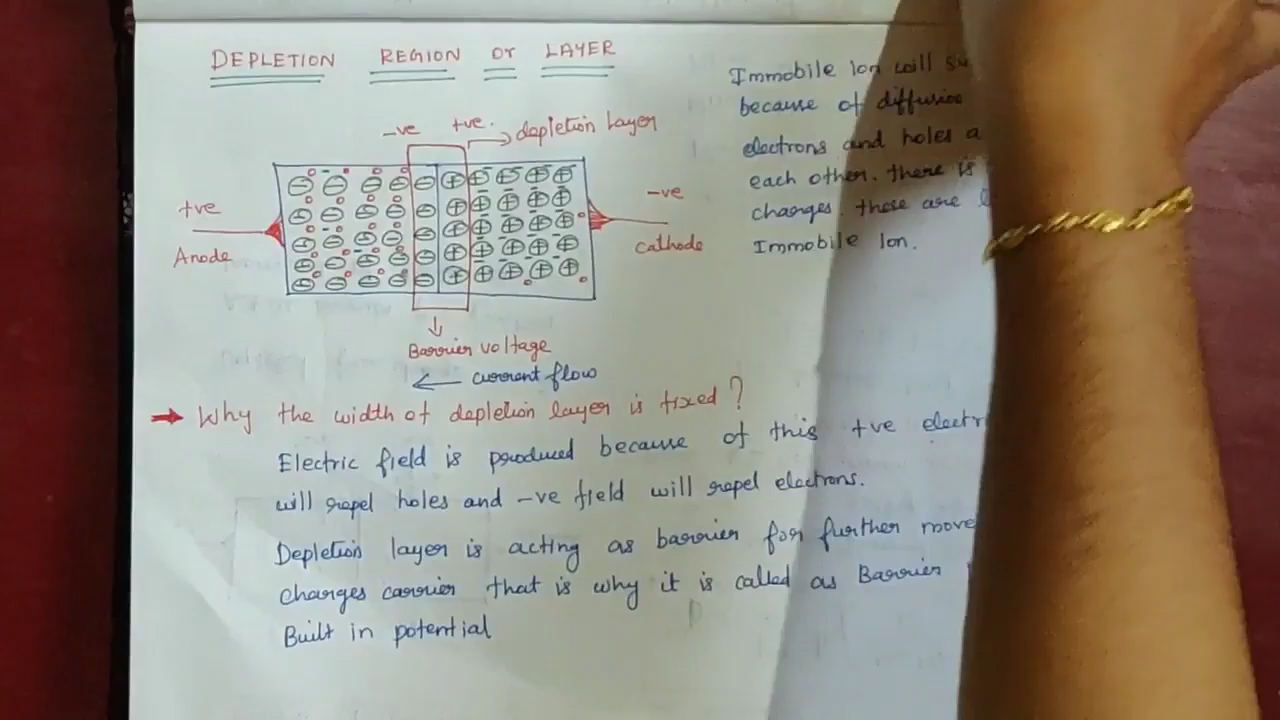 DEPLETION REGION or LAYER
Immobile Ion will
because of diffusion
electrons and holes
each other. there is
charges. these are
Immobile Ion.
-ve +ve. depletion layer
+ve
Anode
-ve
Cathode
Barrier voltage
current flow
Why the width of depletion layer is fixed?
Electric field is produced because of this +ve
will repel holes and -ve field will repel electrons.
Depletion layer is acting as barrier for further
charges carrier that is why it is called as Barrier
Built in potential